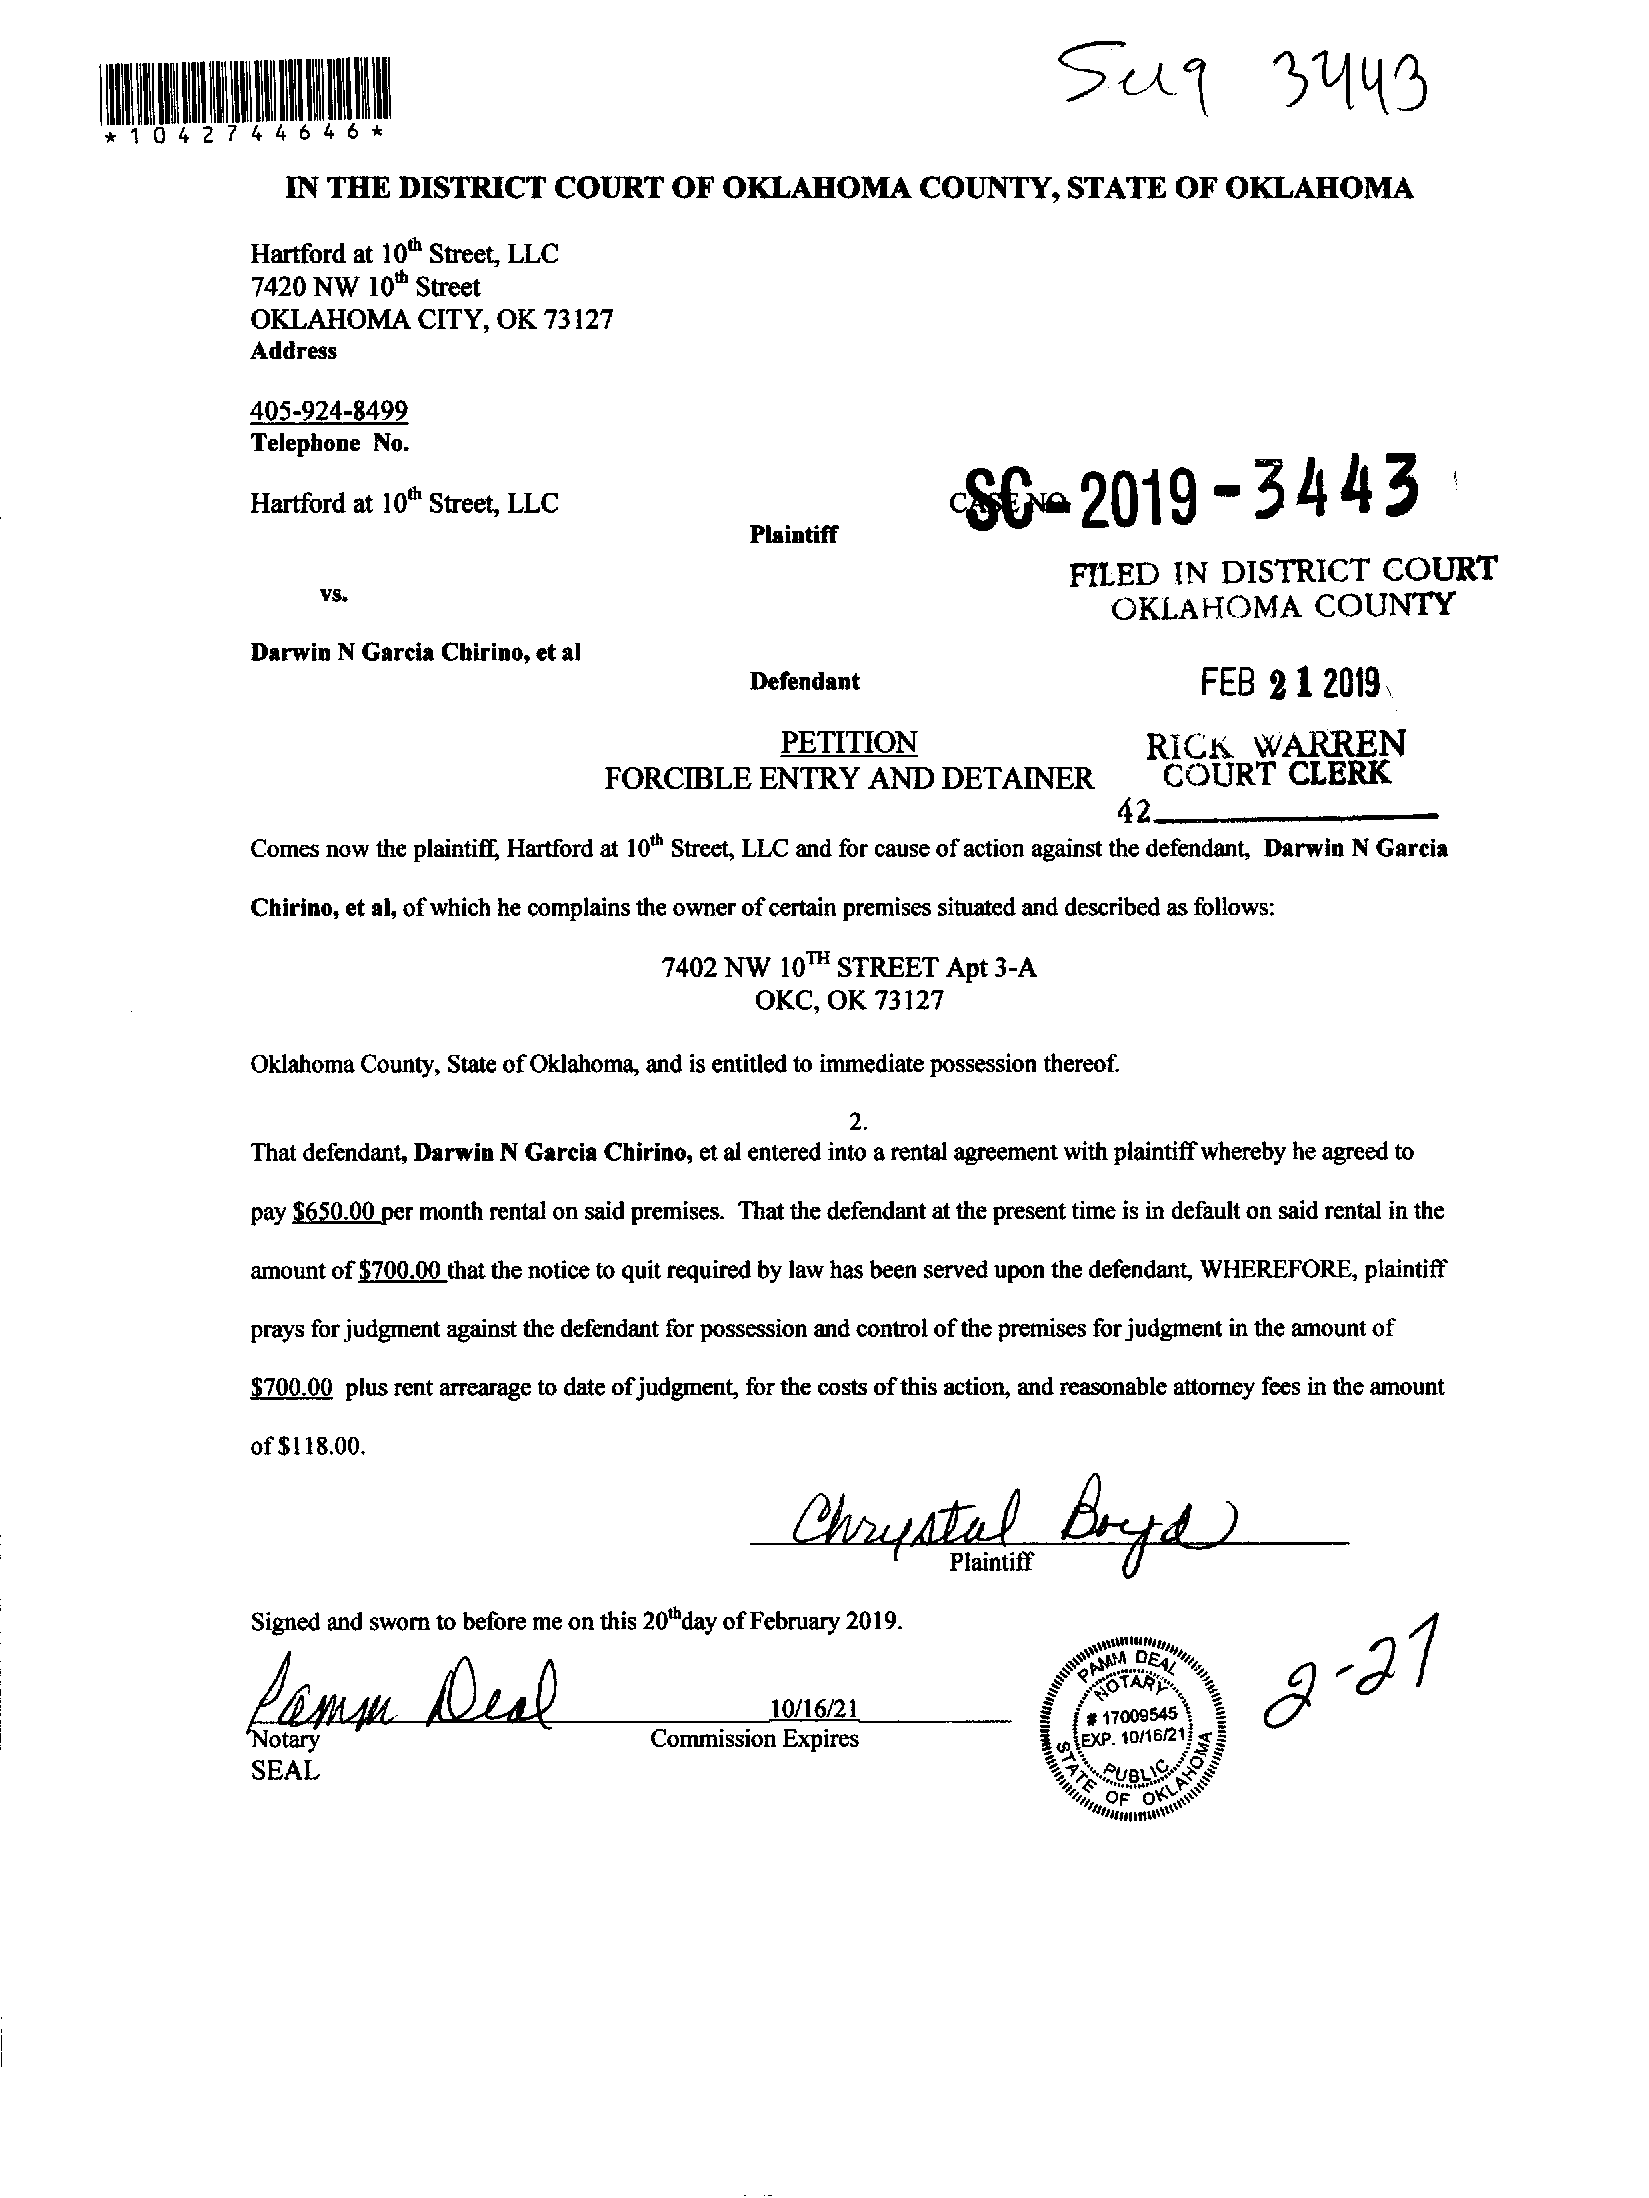 Sc19 3443
*1042744646*
IN THE DISTRICT COURT OF OKLAHOMA COUNTY, STATE OF OKLAHOMA
Hartford at 10th Street, LLC
7420 NW 10th Street
OKLAHOMA CITY, OK 73127
Address
405-924-8499
Telephone No.
Hartford at 10th Street, LLC
CASE NO. SC-2019-3443
Plaintiff
FILED IN DISTRICT COURT
OKLAHOMA COUNTY
vs.
Darwin N Garcia Chirino, et al
Defendant
FEB 21 2019
PETITION
FORCIBLE ENTRY AND DETAINER
RICK WARREN
COURT CLERK
42
Comes now the plaintiff, Hartford at 10th Street, LLC and for cause of action against the defendant, Darwin N Garcia
Chirino, et al, of which he complains the owner of certain premises situated and described as follows:
7402 NW 10TH STREET Apt 3-A
OKC, OK 73127
Oklahoma County, State of Oklahoma, and is entitled to immediate possession thereof.
2.
That defendant, Darwin N Garcia Chirino, et al entered into a rental agreement with plaintiff whereby he agreed to
pay $650.00 per month rental on said premises. That the defendant at the present time is in default on said rental in the
amount of $700.00 that the notice to quit required by law has been served upon the defendant, WHEREFORE, plaintiff
prays for judgment against the defendant for possession and control of the premises for judgment in the amount of
$700.00 plus rent arrearage to date of judgment, for the costs of this action, and reasonable attorney fees in the amount
of $118.00.
Chrystal Boyd
Plaintiff
Signed and sworn to before me on this 20th day of February 2019.
Pamm Deal
10/16/21
Notary
Commission Expires
SEAL
PAMM DEAL
NOTARY
# 17009545
EXP. 10/16/21
PUBLIC
STATE OF OKLAHOMA
2-27